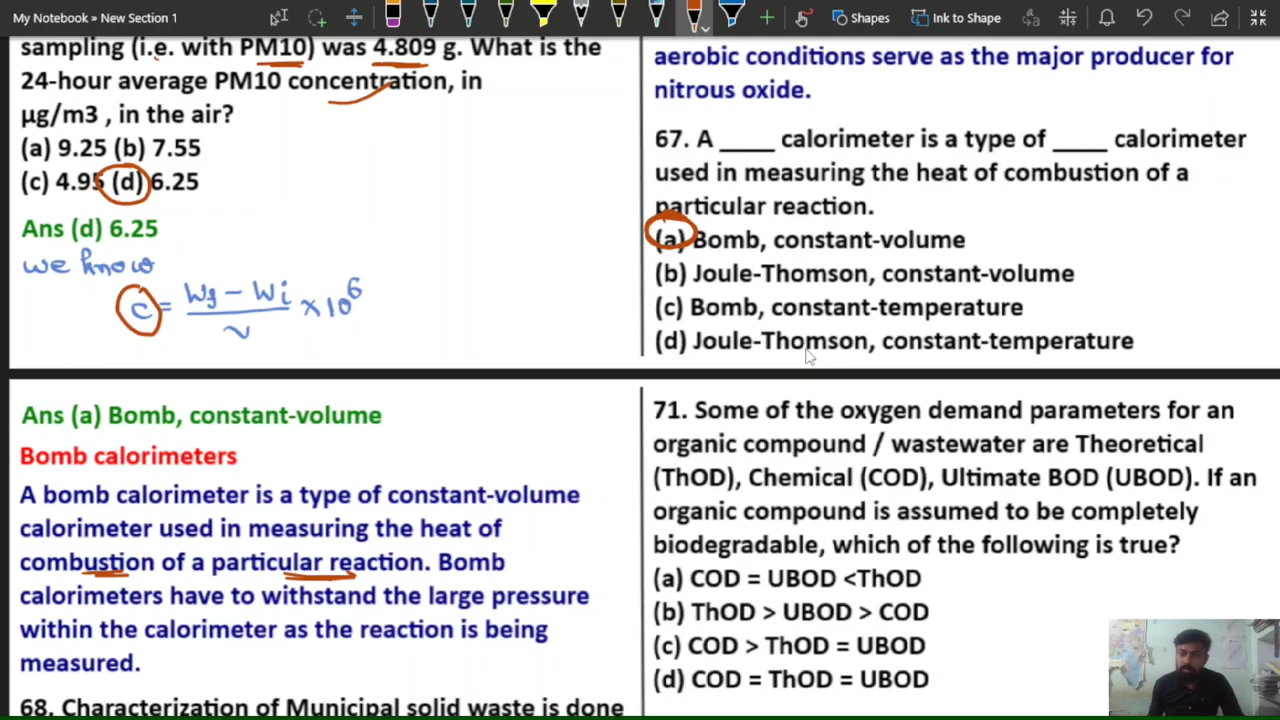 My Notebook » New Section 1
Shapes
Ink to Shape
sampling (i.e. with PM10) was 4.809 g. What is the
24-hour average PM10 concentration, in
µg/m3 , in the air?
(a) 9.25 (b) 7.55
(c) 4.95 (d) 6.25
Ans (d) 6.25
we know
c = Wf - Wi / v × 10^6
aerobic conditions serve as the major producer for
nitrous oxide.
67. A ____ calorimeter is a type of ____ calorimeter
used in measuring the heat of combustion of a
particular reaction.
(a) Bomb, constant-volume
(b) Joule-Thomson, constant-volume
(c) Bomb, constant-temperature
(d) Joule-Thomson, constant-temperature
Ans (a) Bomb, constant-volume
Bomb calorimeters
A bomb calorimeter is a type of constant-volume
calorimeter used in measuring the heat of
combustion of a particular reaction. Bomb
calorimeters have to withstand the large pressure
within the calorimeter as the reaction is being
measured.
68. Characterization of Municipal solid waste is done
71. Some of the oxygen demand parameters for an
organic compound / wastewater are Theoretical
(ThOD), Chemical (COD), Ultimate BOD (UBOD). If an
organic compound is assumed to be completely
biodegradable, which of the following is true?
(a) COD = UBOD <ThOD
(b) ThOD > UBOD > COD
(c) COD > ThOD = UBOD
(d) COD = ThOD = UBOD